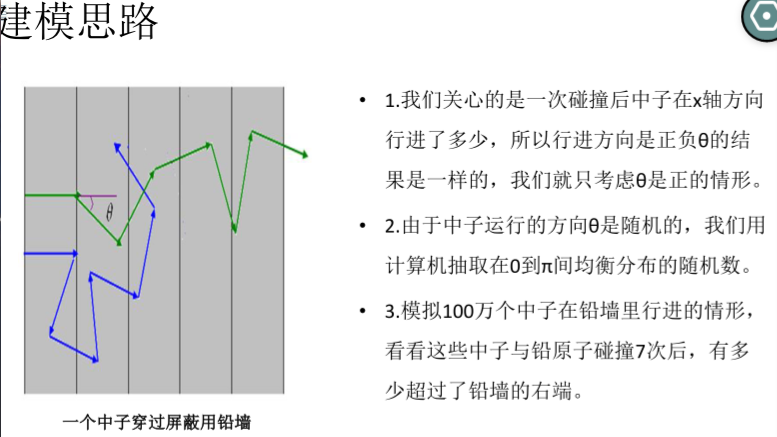 建模思路
θ
一个中子穿过屏蔽用铅墙
• 1.我们关心的是一次碰撞后中子在x轴方向
行进了多少，所以行进方向是正负θ的结
果是一样的，我们就只考虑θ是正的情形。
• 2.由于中子运行的方向θ是随机的，我们用
计算机抽取在0到π间均衡分布的随机数。
• 3.模拟100万个中子在铅墙里行进的情形，
看看这些中子与铅原子碰撞7次后，有多
少超过了铅墙的右端。